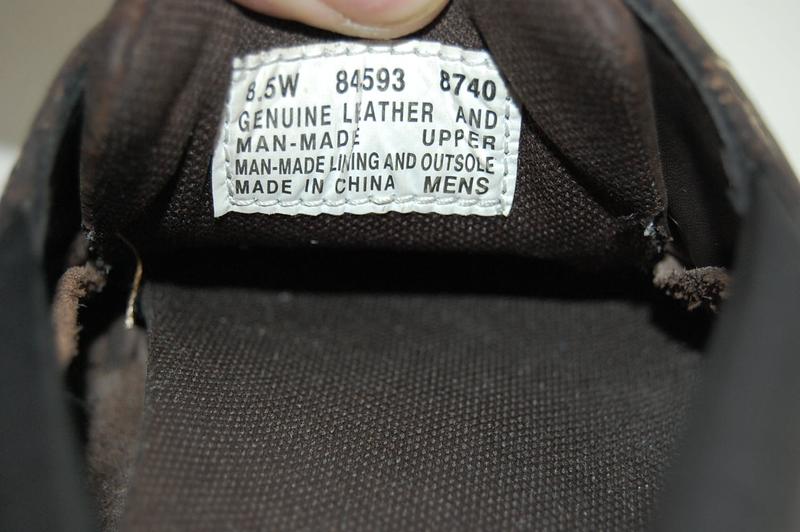 8.5W 84593 8740
GENUINE LEATHER AND
MAN-MADE UPPER
MAN-MADE LINING AND OUTSOLE
MADE IN CHINA MENS